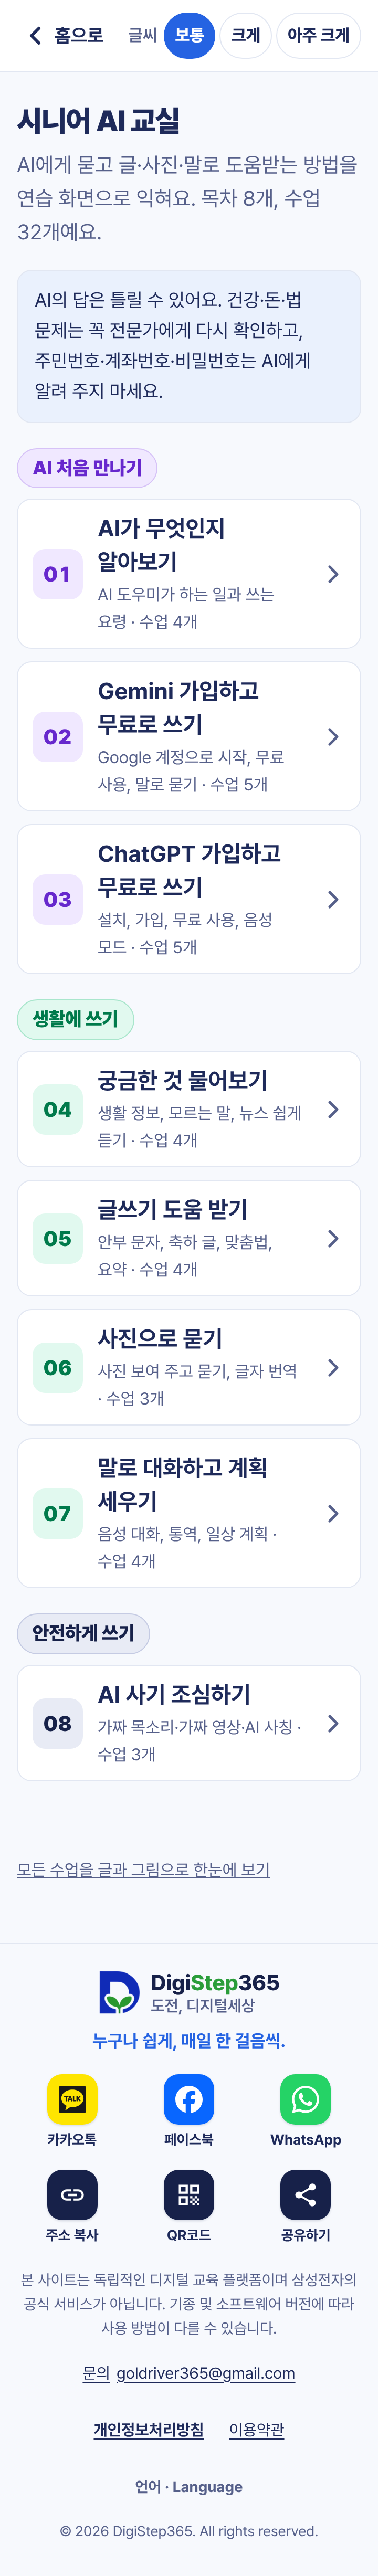 홈으로 글씨 보통 크게 아주 크게
시니어 AI 교실
AI에게 묻고 글·사진·말로 도움받는 방법을
연습 화면으로 익혀요. 목차 8개, 수업
32개예요.
AI의 답은 틀릴 수 있어요. 건강·돈·법
문제는 꼭 전문가에게 다시 확인하고,
주민번호·계좌번호·비밀번호는 AI에게
알려 주지 마세요.
AI 처음 만나기
01
AI가 무엇인지
알아보기
AI 도우미가 하는 일과 쓰는
요령 · 수업 4개
02
Gemini 가입하고
무료로 쓰기
Google 계정으로 시작, 무료
사용, 말로 묻기 · 수업 5개
03
ChatGPT 가입하고
무료로 쓰기
설치, 가입, 무료 사용, 음성
모드 · 수업 5개
생활에 쓰기
04
궁금한 것 물어보기
생활 정보, 모르는 말, 뉴스 쉽게
듣기 · 수업 4개
05
글쓰기 도움 받기
안부 문자, 축하 글, 맞춤법,
요약 · 수업 4개
06
사진으로 묻기
사진 보여 주고 묻기, 글자 번역
· 수업 3개
07
말로 대화하고 계획
세우기
음성 대화, 통역, 일상 계획 ·
수업 4개
안전하게 쓰기
08
AI 사기 조심하기
가짜 목소리·가짜 영상·AI 사칭 ·
수업 3개
모든 수업을 글과 그림으로 한눈에 보기
DigiStep365
도전, 디지털세상
누구나 쉽게, 매일 한 걸음씩.
TALK
카카오톡 페이스북 WhatsApp
주소 복사 QR코드 공유하기
본 사이트는 독립적인 디지털 교육 플랫폼이며 삼성전자의
공식 서비스가 아닙니다. 기종 및 소프트웨어 버전에 따라
사용 방법이 다를 수 있습니다.
문의 goldriver365@gmail.com
개인정보처리방침 이용약관
언어 · Language
© 2026 DigiStep365. All rights reserved.